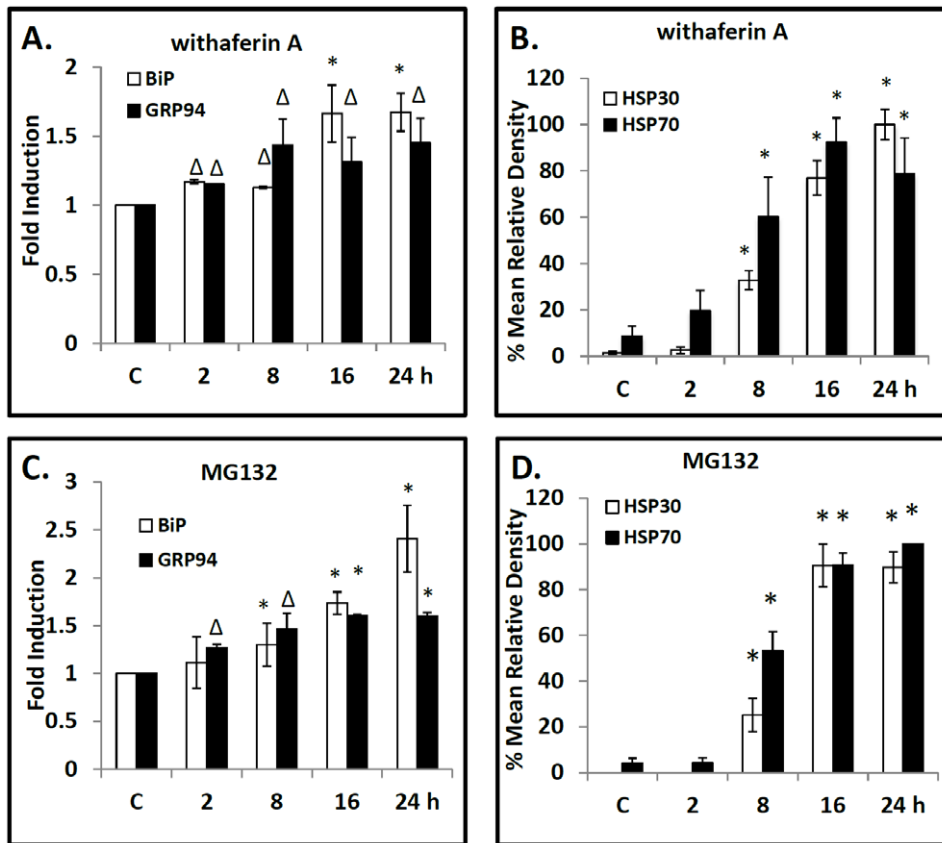 A.
withaferin A
BiP
GRP94
Fold Induction
2
1.5
1
0.5
0
* *
Δ Δ Δ Δ Δ Δ
C 2 8 16 24 h
B.
withaferin A
HSP30
HSP70
% Mean Relative Density
120
100
80
60
40
20
0
* * * * * *
C 2 8 16 24 h
C.
MG132
BiP
GRP94
Fold Induction
3
2.5
2
1.5
1
0.5
0
Δ * Δ * * * *
C 2 8 16 24 h
D.
MG132
HSP30
HSP70
% Mean Relative Density
120
100
80
60
40
20
0
* * * * * *
C 2 8 16 24 h